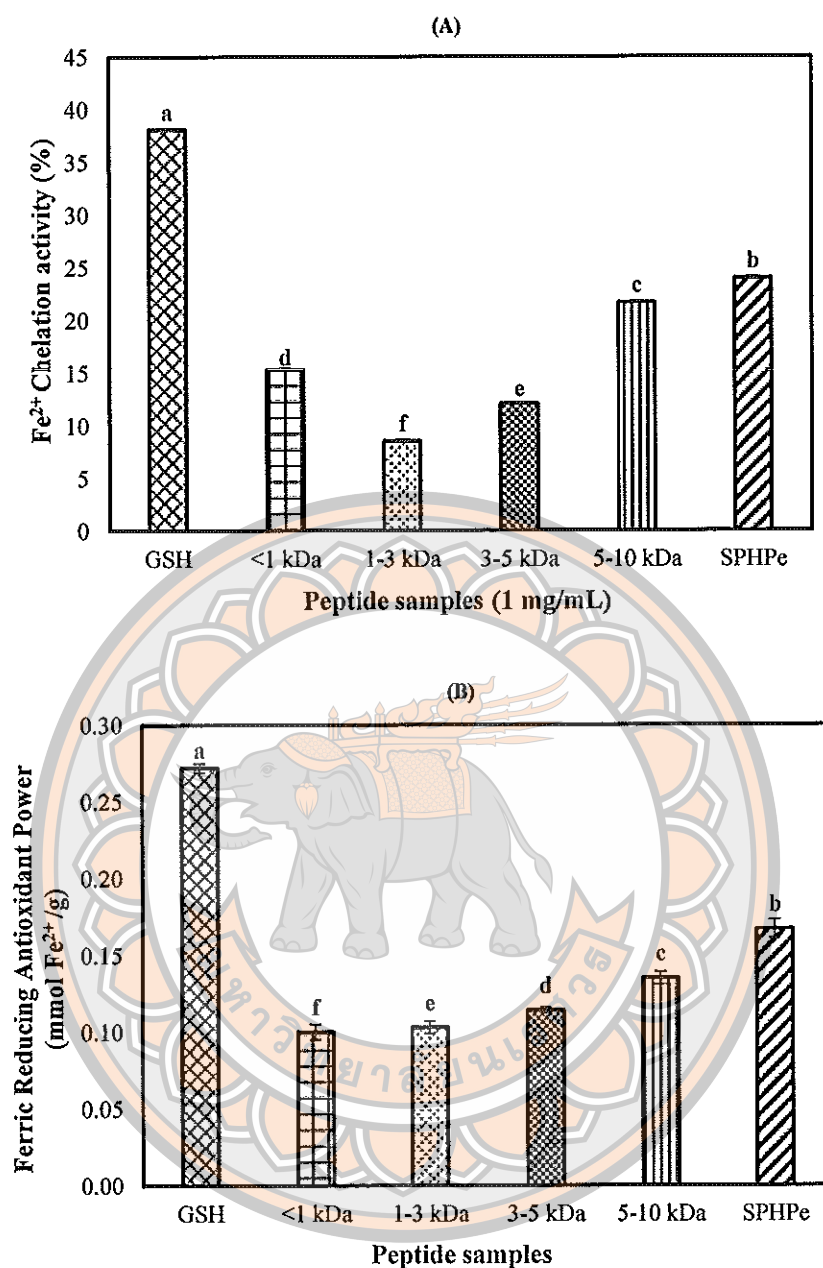 (A)
Fe²⁺ Chelation activity (%)
45
40
35
30
25
20
15
10
5
0
a
d
f
e
c
b
GSH <1 kDa 1-3 kDa 3-5 kDa 5-10 kDa SPHPe
Peptide samples (1 mg/mL)
(B)
Ferric Reducing Antioxidant Power
(mmol Fe²⁺/g)
0.30
0.25
0.20
0.15
0.10
0.05
0.00
a
f
e
d
c
b
GSH <1 kDa 1-3 kDa 3-5 kDa 5-10 kDa SPHPe
Peptide samples